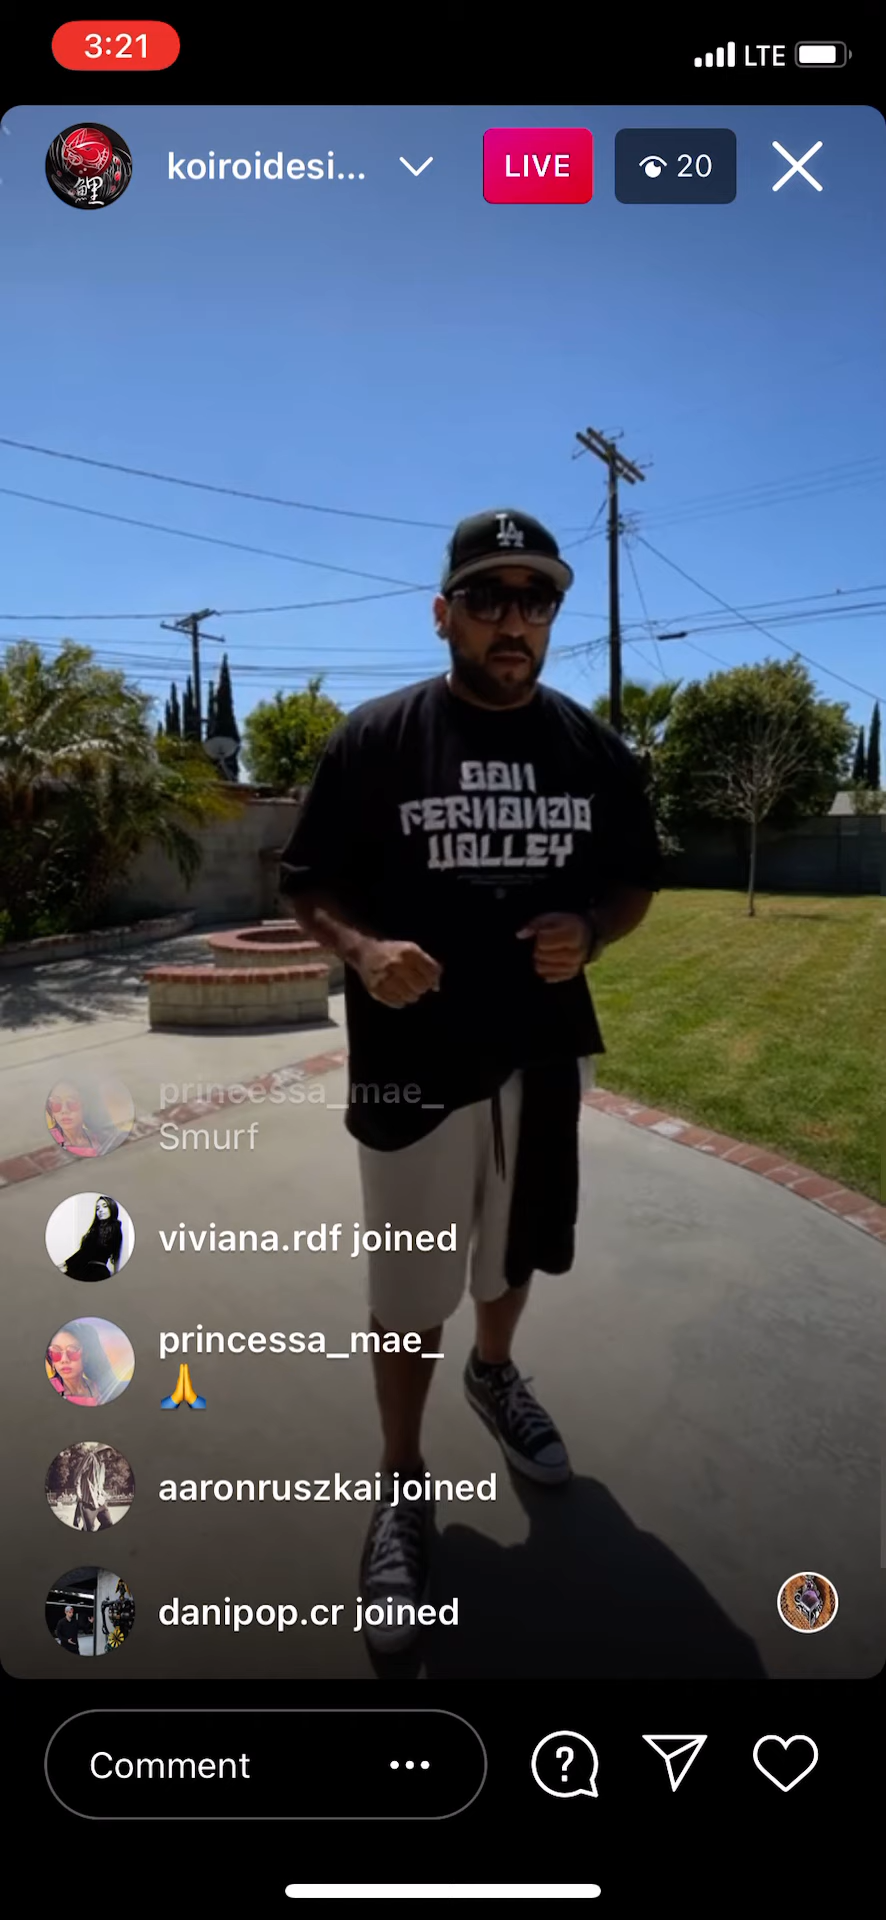 3:21
LTE
koiroidesi...
LIVE
20
鯉
LA
SAN
FERNANDO
VALLEY
princessa_mae_
Smurf
viviana.rdf joined
princessa_mae_
🙏
aaronruszkai joined
danipop.cr joined
Comment